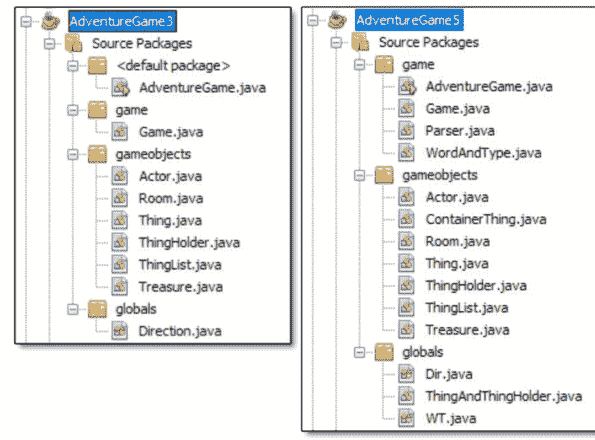 AdventureGame3
Source Packages
<default package>
AdventureGame.java
game
Game.java
gameobjects
Actor.java
Room.java
Thing.java
ThingHolder.java
ThingList.java
Treasure.java
globals
Direction.java
AdventureGame5
Source Packages
game
AdventureGame.java
Game.java
Parser.java
WordAndType.java
gameobjects
Actor.java
ContainerThing.java
Room.java
Thing.java
ThingHolder.java
ThingList.java
Treasure.java
globals
Dir.java
ThingAndThingHolder.java
WT.java